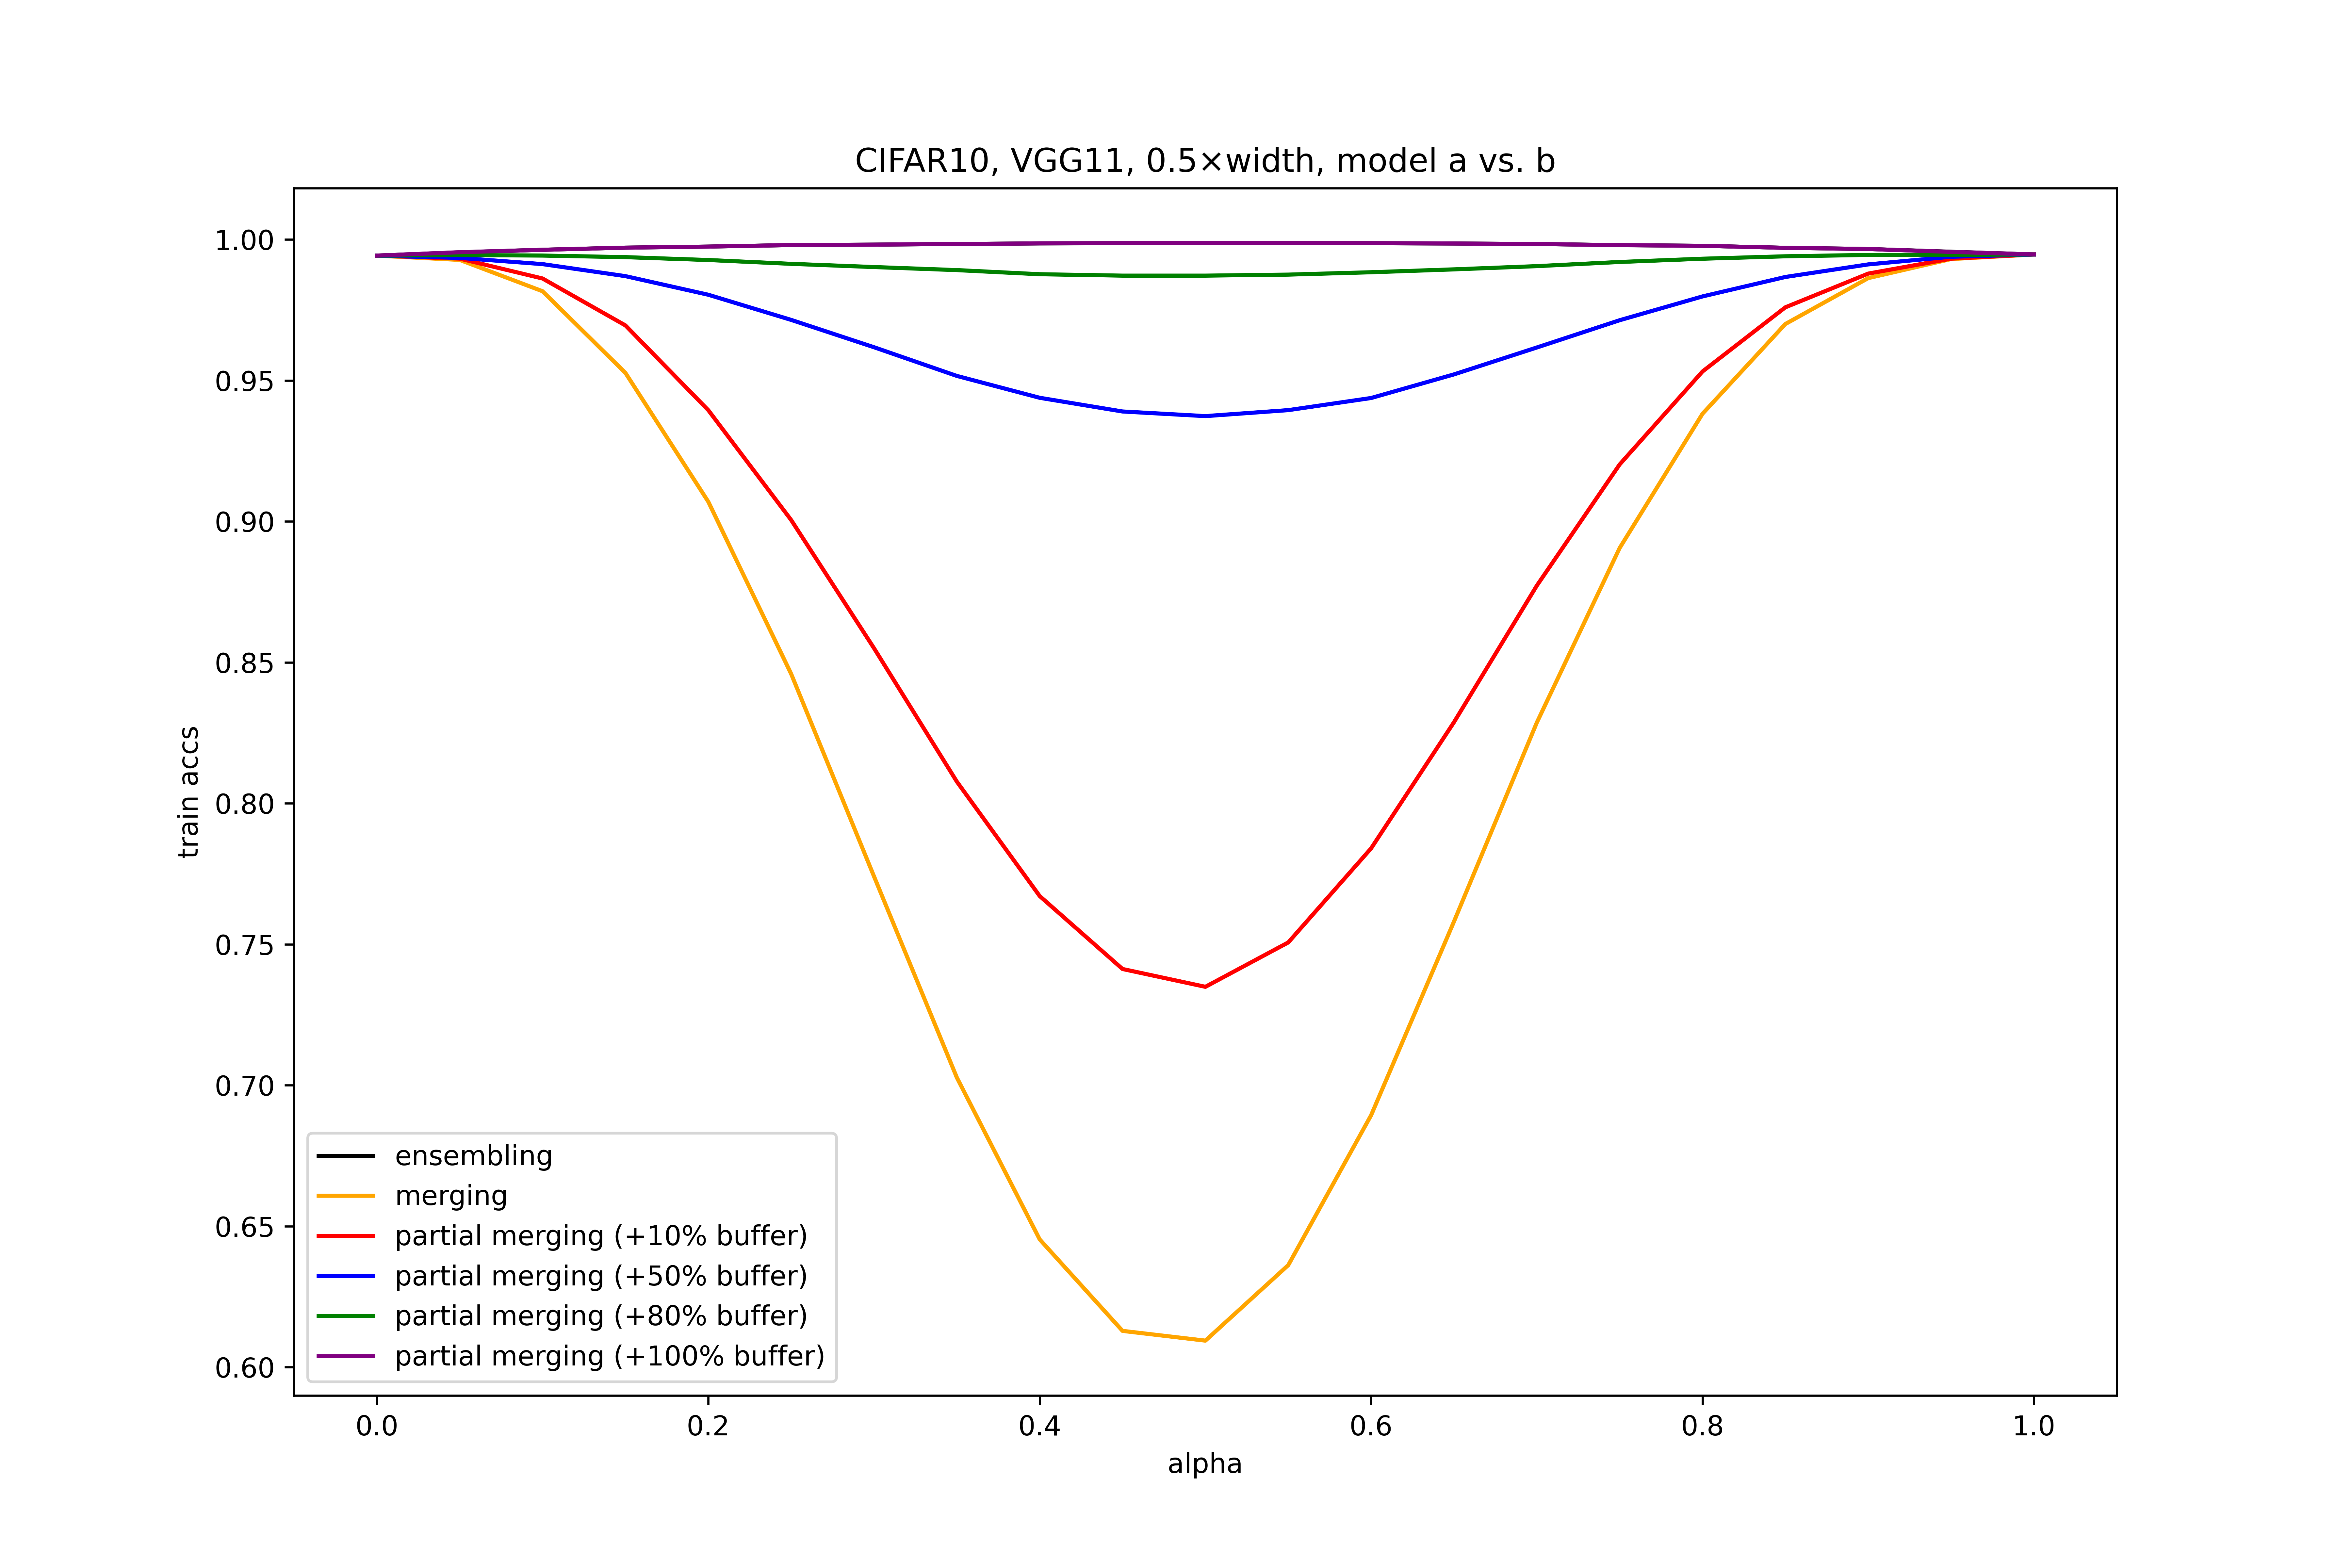 CIFAR10, VGG11, 0.5×width, model a vs. b
train accs
1.00
0.95
0.90
0.85
0.80
0.75
0.70
0.65
0.60
ensembling
merging
partial merging (+10% buffer)
partial merging (+50% buffer)
partial merging (+80% buffer)
partial merging (+100% buffer)
0.0
0.2
0.4
0.6
0.8
1.0
alpha